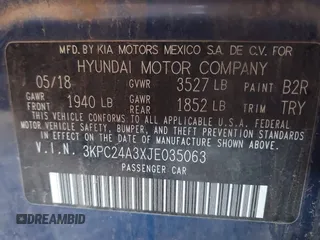 MFD. BY KIA MOTORS MEXICO S.A. DE C.V. FOR
HYUNDAI MOTOR COMPANY
05/18 GVWR 3527 LB PAINT B2R
GAWR FRONT 1940 LB GAWR REAR 1852 LB TRIM TRY
THIS VEHICLE CONFORMS TO ALL APPLICABLE
U.S. FEDERAL MOTOR VEHICLE SAFETY, BUMPER,
AND THEFT PREVENTION STANDARDS IN
EFFECT ON THE DATE OF MANUFACTURE
SHOWN ABOVE.
V.I.N. 3KPC24A3XJE035063
PASSENGER CAR
DREAMBID